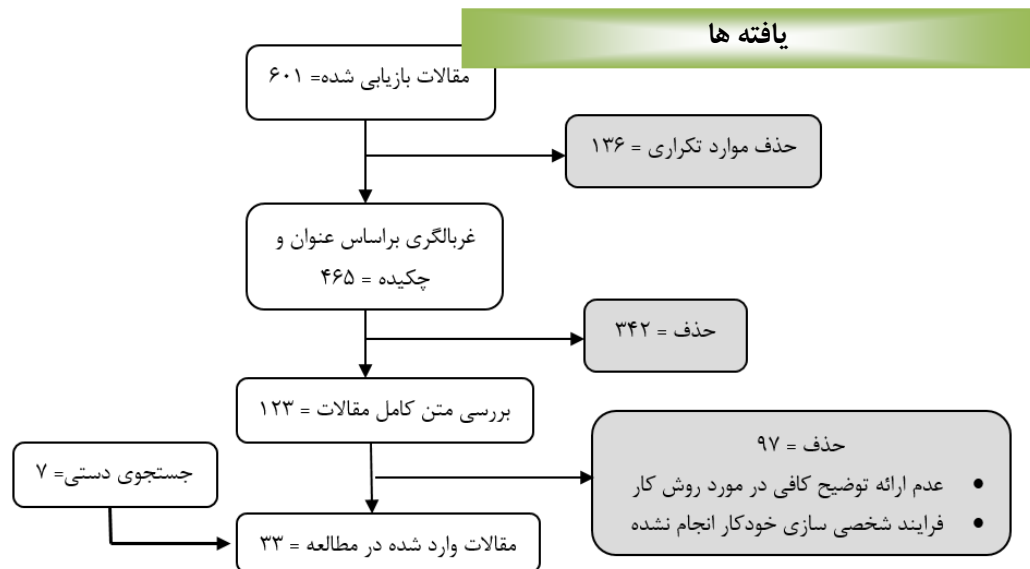 یافته ها
مقالات بازیابی شده= ۶۰۱
حذف موارد تکراری = ۱۳۶
غربالگری براساس عنوان و
چکیده = ۴۶۵
حذف = ۳۴۲
بررسی متن کامل مقالات = ۱۲۳
حذف = ۹۷
• عدم ارائه توضیح کافی در مورد روش کار
• فرایند شخصی سازی خودکار انجام نشده
جستجوی دستی= ۷
مقالات وارد شده در مطالعه = ۳۳